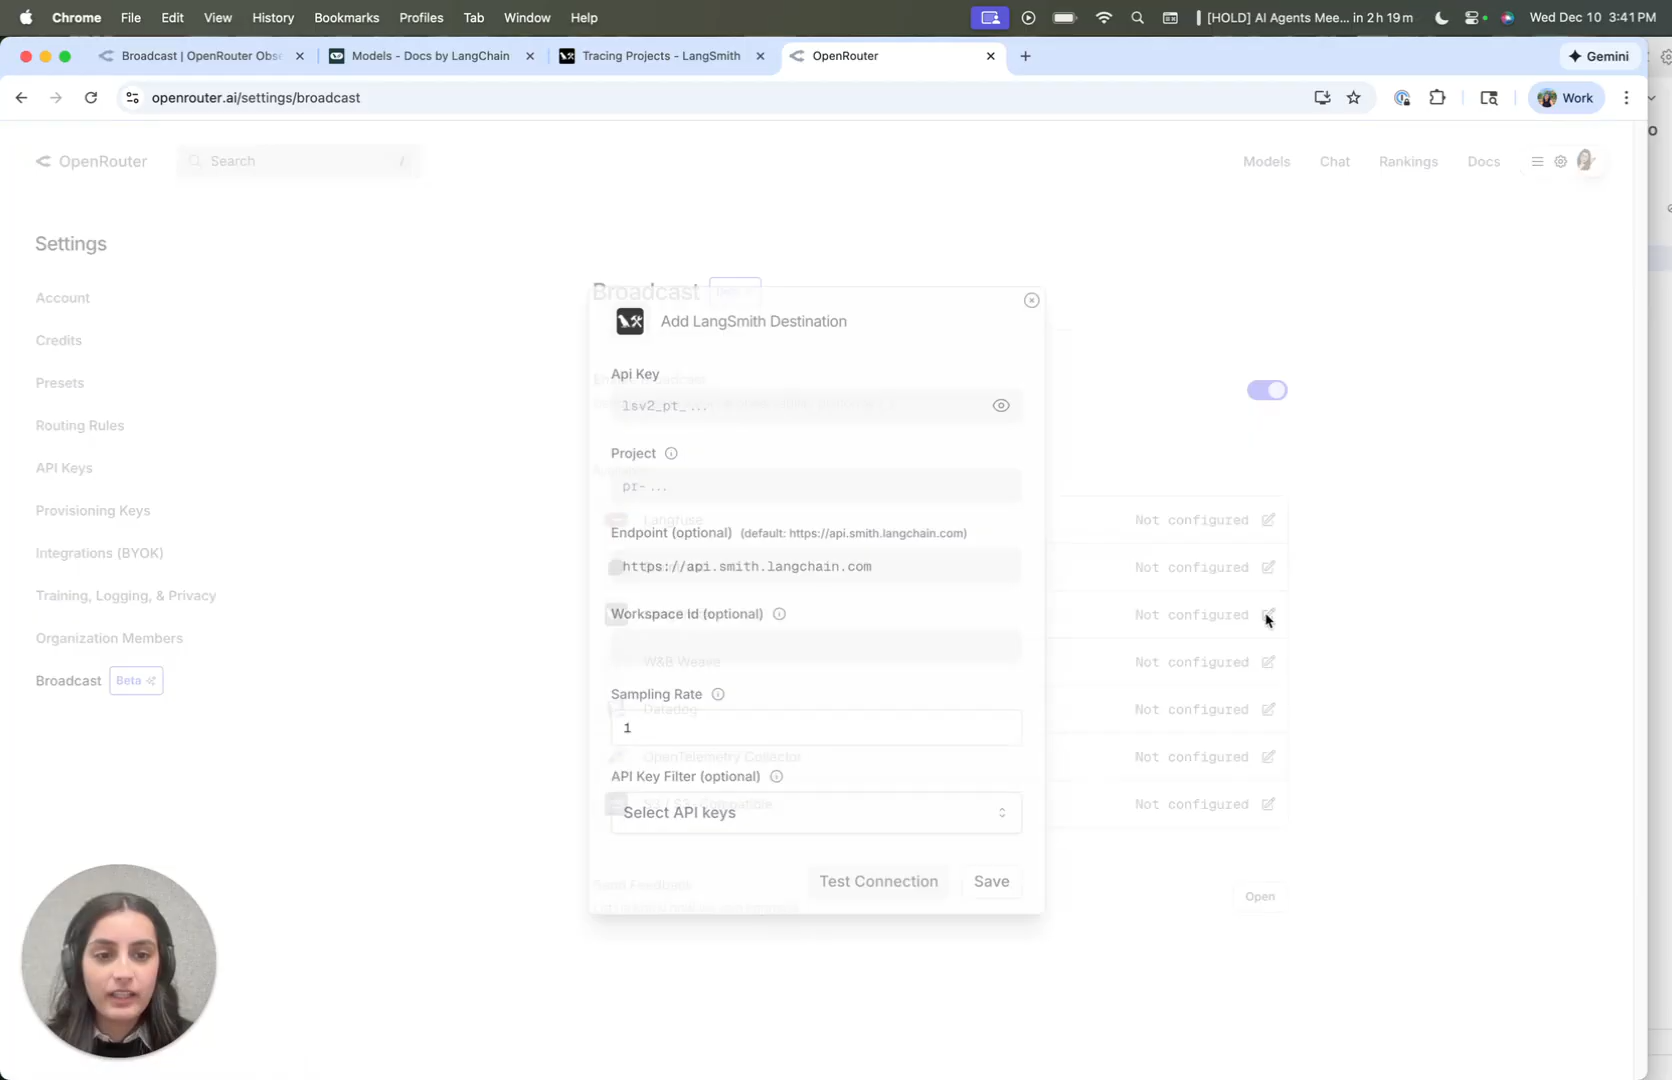 Chrome File Edit View History Bookmarks Profiles Tab Window Help [HOLD] AI Agents Mee... in 2 h 19 m Wed Dec 10 3:41 PM
Broadcast | OpenRouter Obse
Models - Docs by LangChain
Tracing Projects - LangSmith
OpenRouter
Gemini
openrouter.ai/settings/broadcast
Work
OpenRouter
Search /
Models Chat Rankings Docs
Settings
Account
Credits
Presets
Routing Rules
API Keys
Provisioning Keys
Integrations (BYOK)
Training, Logging, & Privacy
Organization Members
Broadcast Beta
Broadcast
Add LangSmith Destination
Api Key
lsv2_pt_...
Project
pr-...
Langfuse
Not configured
Endpoint (optional) (default: https://api.smith.langchain.com)
https://api.smith.langchain.com
Not configured
Workspace Id (optional)
Not configured
W&B Weave
Not configured
Sampling Rate
Datadog
Not configured
1
OpenTelemetry Collector
Not configured
API Key Filter (optional)
Not configured
Select API keys
Test Connection Save
Send Feedback
Open